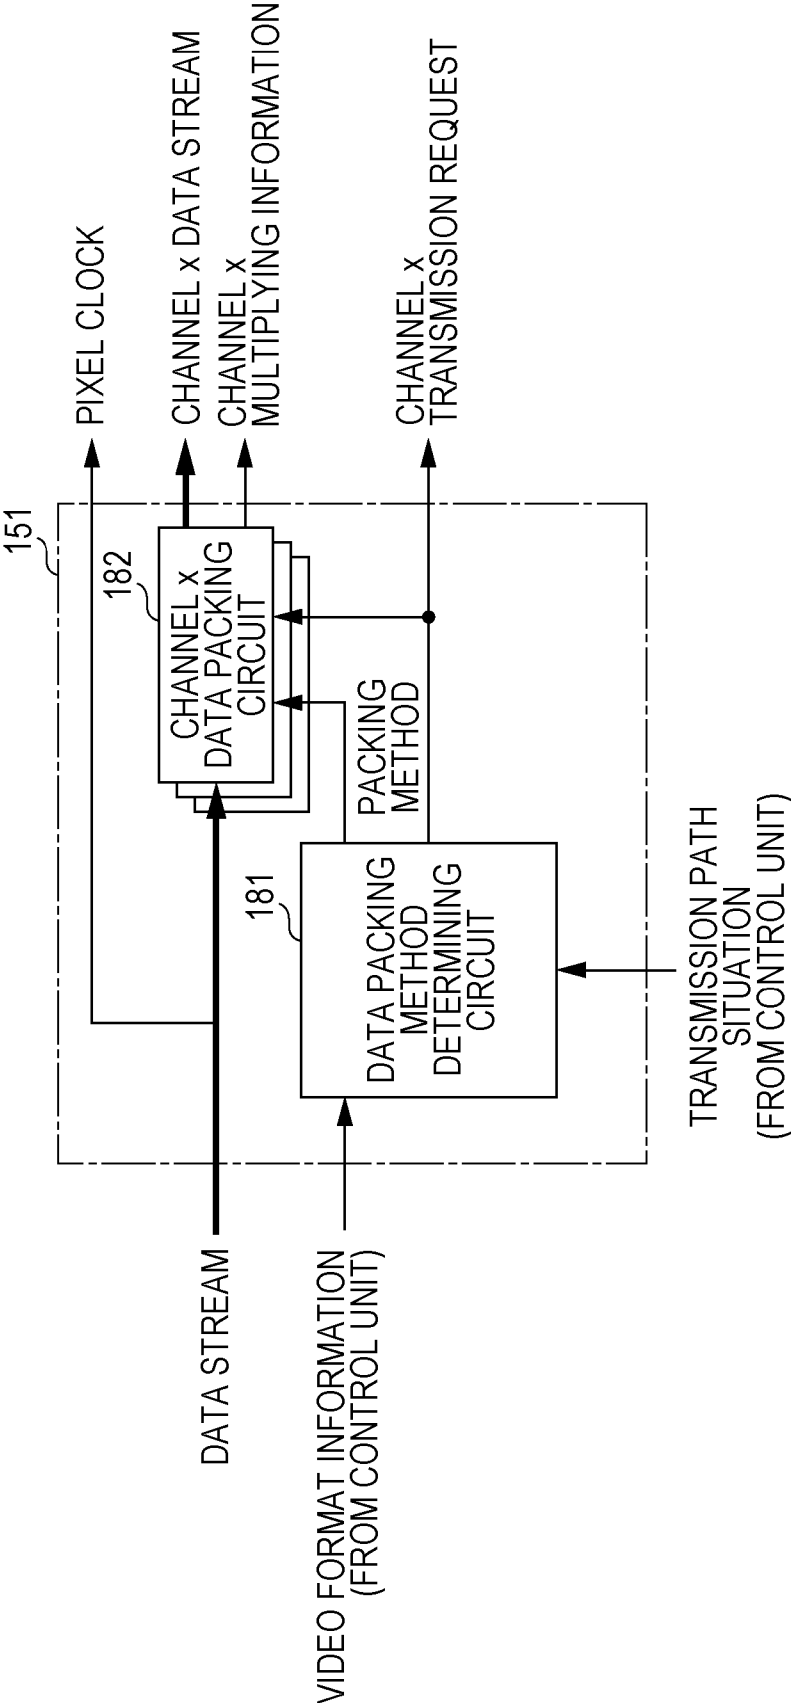 151
PIXEL CLOCK
182
CHANNEL x
DATA PACKING
CIRCUIT
CHANNEL x DATA STREAM
CHANNEL x
MULTIPLYING INFORMATION
DATA STREAM
181
DATA PACKING
METHOD
DETERMINING
CIRCUIT
PACKING
METHOD
CHANNEL x
TRANSMISSION REQUEST
VIDEO FORMAT INFORMATION
(FROM CONTROL UNIT)
TRANSMISSION PATH
SITUATION
(FROM CONTROL UNIT)